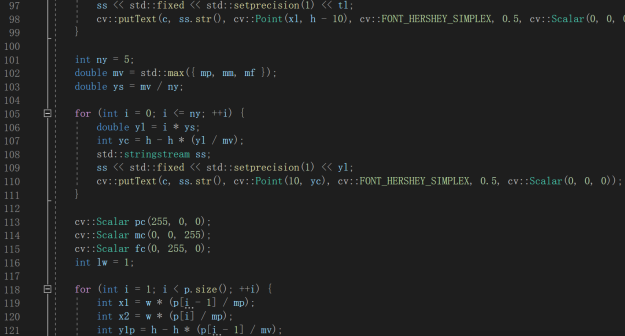 97 ss << std::fixed << std::setprecision(1) << tl;
98 cv::putText(c, ss.str(), cv::Point(xl, h - 10), cv::FONT_HERSHEY_SIMPLEX, 0.5, cv::Scalar(0, 0,
99 }
100
101 int ny = 5;
102 double mv = std::max({ mp, mm, mf });
103 double ys = mv / ny;
104
105 for (int i = 0; i <= ny; ++i) {
106 double yl = i * ys;
107 int yc = h - h * (yl / mv);
108 std::stringstream ss;
109 ss << std::fixed << std::setprecision(1) << yl;
110 cv::putText(c, ss.str(), cv::Point(10, yc), cv::FONT_HERSHEY_SIMPLEX, 0.5, cv::Scalar(0, 0, 0));
111 }
112
113 cv::Scalar pc(255, 0, 0);
114 cv::Scalar mc(0, 0, 255);
115 cv::Scalar fc(0, 255, 0);
116 int lw = 1;
117
118 for (int i = 1; i < p.size(); ++i) {
119 int x1 = w * (p[i - 1] / mp);
120 int x2 = w * (p[i] / mp);
121 int y1p = h - h * (p[i - 1] / mv);